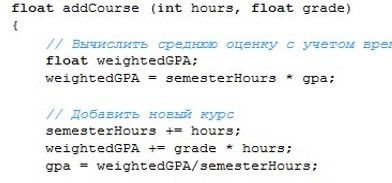 float addCourse (int hours, float grade)
{
// Вычислить среднюю оценку с учетом
float weightedGPA;
weightedGPA = semesterHours * gpa;
// Добавить новый курс
semesterHours += hours;
weightedGPA += grade * hours;
gpa = weightedGPA/semesterHours;